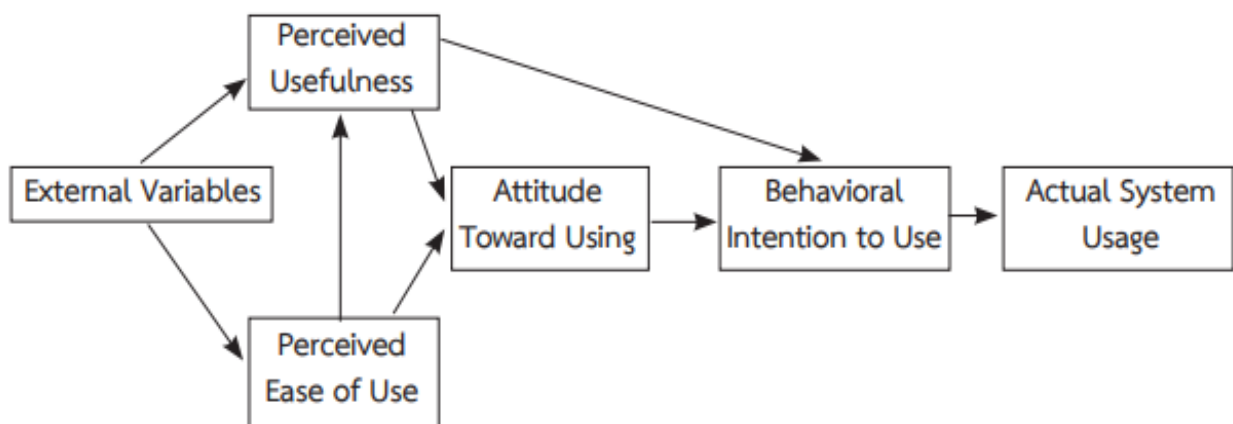 Perceived
Usefulness
External Variables
Attitude
Toward Using
Behavioral
Intention to Use
Actual System
Usage
Perceived
Ease of Use